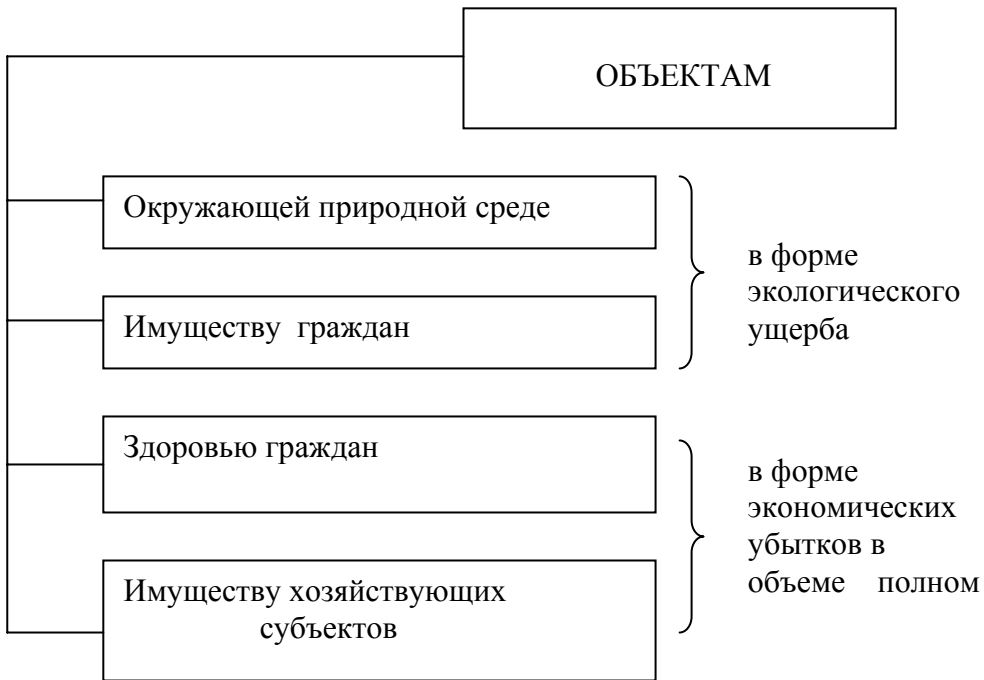 ОБЪЕКТАМ
Окружающей природной среде
Имуществу граждан
в форме
экологического
ущерба
Здоровью граждан
Имуществу хозяйствующих
субъектов
в форме
экономических
убытков в
объеме полном